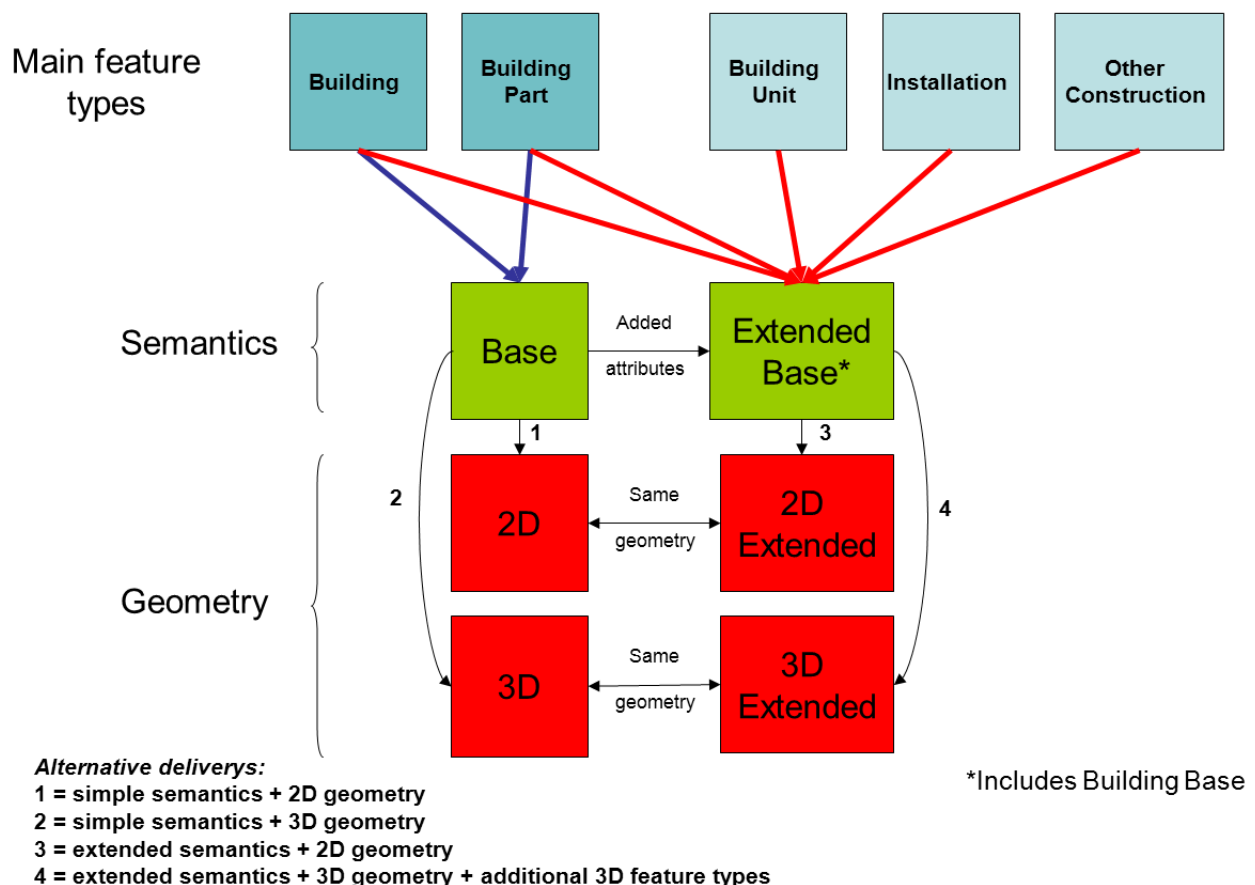 Main feature
types
Building
Building
Part
Building
Unit
Installation
Other
Construction
Semantics
Base
Added
attributes
Extended
Base*
1
3
2
4
Geometry
2D
Same
geometry
2D
Extended
3D
Same
geometry
3D
Extended
Alternative deliverys:
1 = simple semantics + 2D geometry
2 = simple semantics + 3D geometry
3 = extended semantics + 2D geometry
4 = extended semantics + 3D geometry + additional 3D feature types
*Includes Building Base